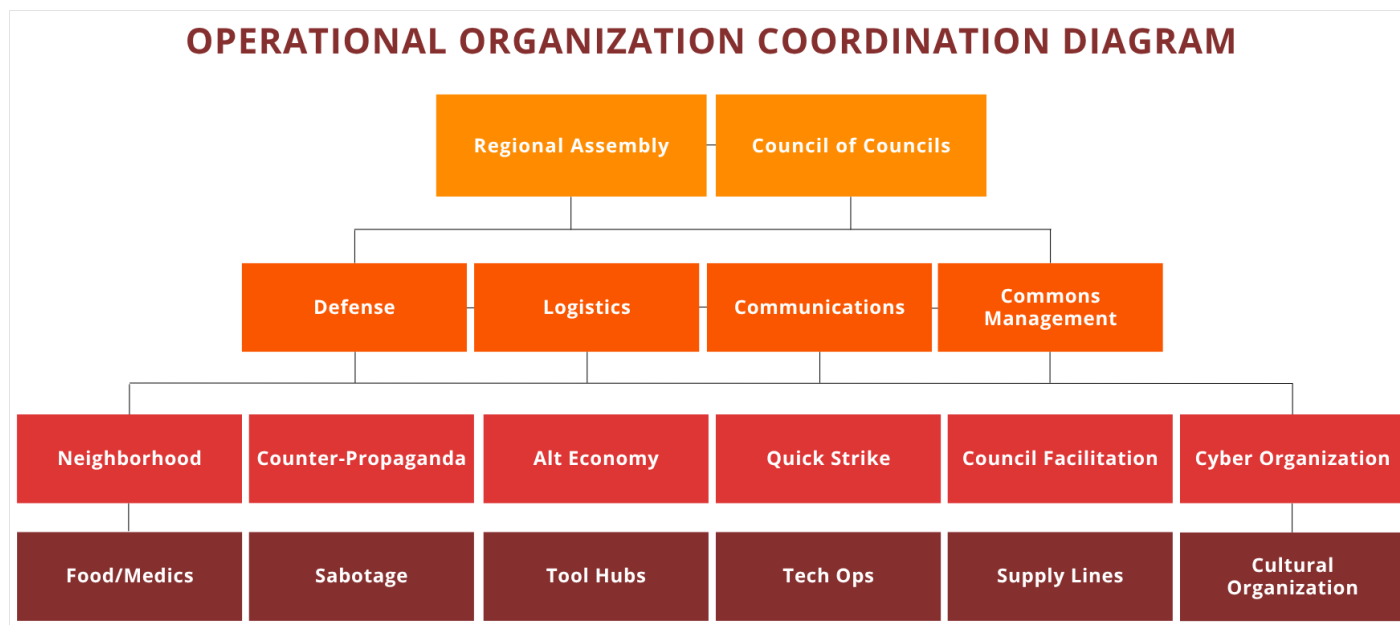 OPERATIONAL ORGANIZATION COORDINATION DIAGRAM
Regional Assembly
Council of Councils
Defense
Logistics
Communications
Commons
Management
Neighborhood
Counter-Propaganda
Alt Economy
Quick Strike
Council Facilitation
Cyber Organization
Food/Medics
Sabotage
Tool Hubs
Tech Ops
Supply Lines
Cultural
Organization